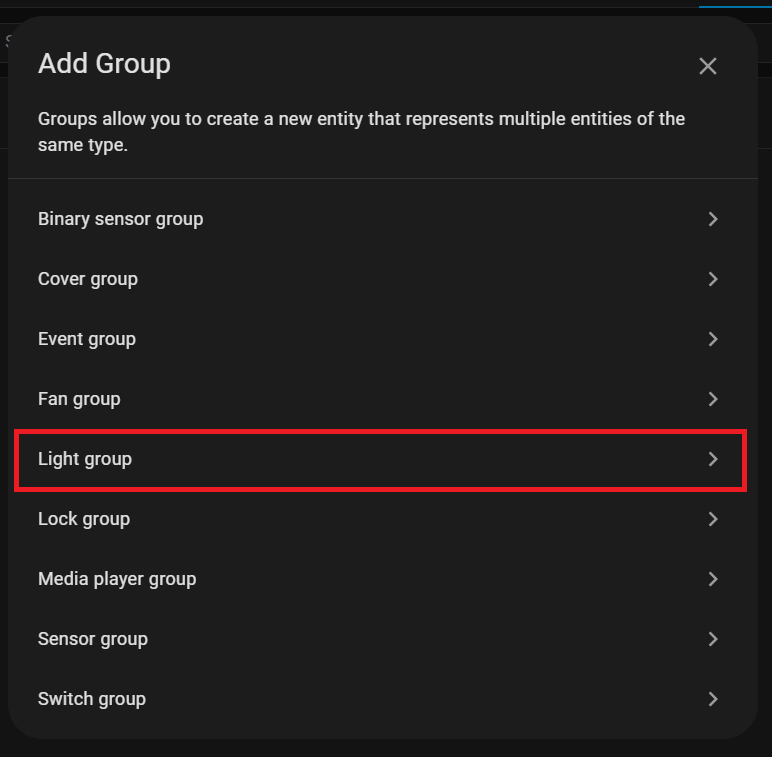 Add Group
Groups allow you to create a new entity that represents multiple entities of the
same type.
Binary sensor group
Cover group
Event group
Fan group
Light group
Lock group
Media player group
Sensor group
Switch group